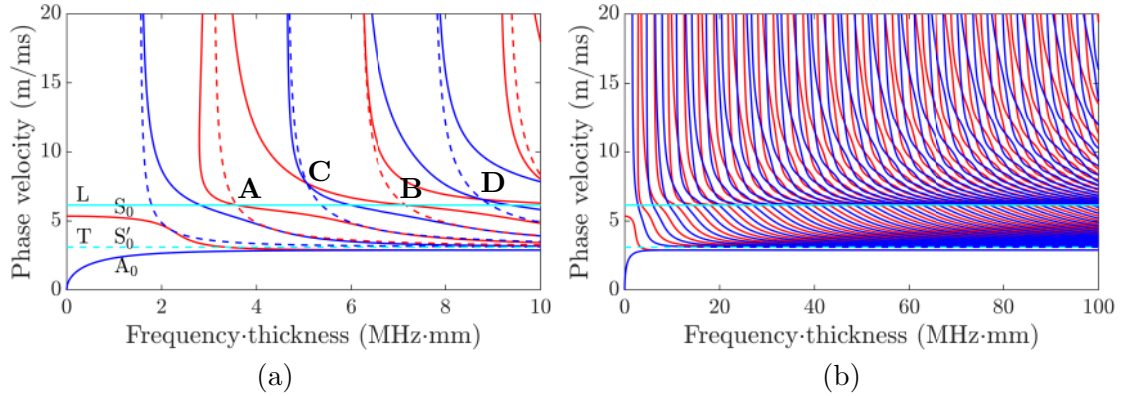 20
15
10
5
0
Phase velocity (m/ms)
L
S₀
T
S₀′
A₀
A
B
C
D
0 2 4 6 8 10
Frequency·thickness (MHz·mm)
(a)
20
15
10
5
0
Phase velocity (m/ms)
0 20 40 60 80 100
Frequency·thickness (MHz·mm)
(b)